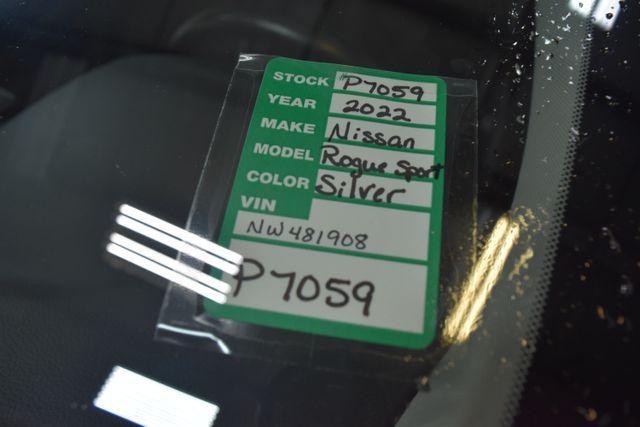 STOCK P7059
YEAR 2022
MAKE Nissan
MODEL Rogue Sport
COLOR Silver
VIN
NW481908
P7059